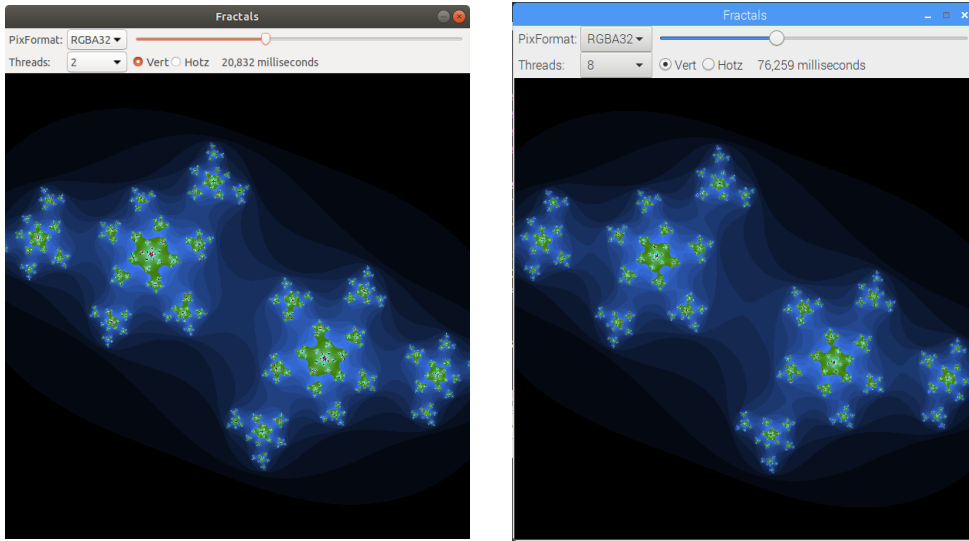 Fractals
PixFormat: RGBA32
Threads: 2 Vert Hotz 20,832 milliseconds
Fractals
PixFormat: RGBA32
Threads: 8 Vert Hotz 76,259 milliseconds